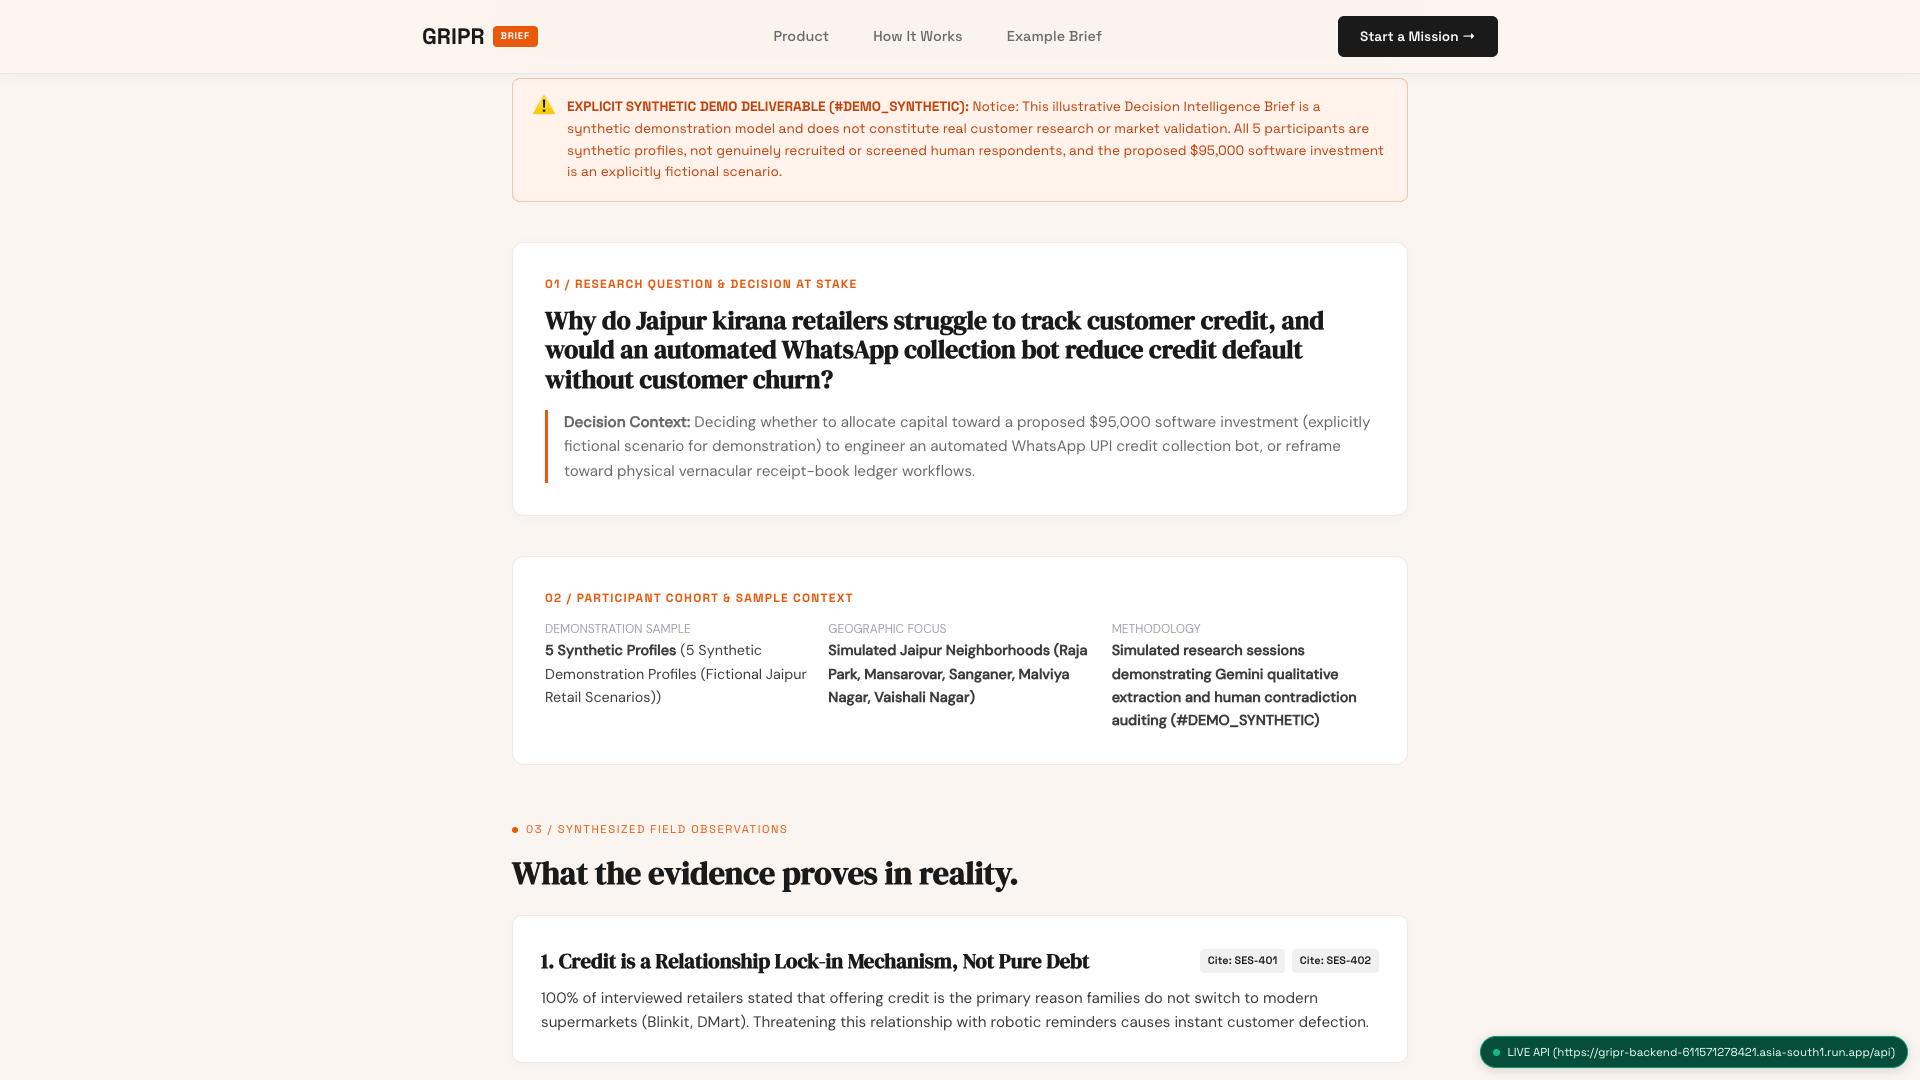 GRIPR BRIEF
Product
How It Works
Example Brief
Start a Mission →
EXPLICIT SYNTHETIC DEMO DELIVERABLE (#DEMO_SYNTHETIC): Notice: This illustrative Decision Intelligence Brief is a
synthetic demonstration model and does not constitute real customer research or market validation. All 5 participants are
synthetic profiles, not genuinely recruited or screened human respondents, and the proposed $95,000 software investment
is an explicitly fictional scenario.
01 / RESEARCH QUESTION & DECISION AT STAKE
Why do Jaipur kirana retailers struggle to track customer credit, and
would an automated WhatsApp collection bot reduce credit default
without customer churn?
Decision Context: Deciding whether to allocate capital toward a proposed $95,000 software investment (explicitly
fictional scenario for demonstration) to engineer an automated WhatsApp UPI credit collection bot, or reframe
toward physical vernacular receipt-book ledger workflows.
02 / PARTICIPANT COHORT & SAMPLE CONTEXT
DEMONSTRATION SAMPLE
5 Synthetic Profiles (5 Synthetic
Demonstration Profiles (Fictional Jaipur
Retail Scenarios))
GEOGRAPHIC FOCUS
Simulated Jaipur Neighborhoods (Raja
Park, Mansarovar, Sanganer, Malviya
Nagar, Vaishali Nagar)
METHODOLOGY
Simulated research sessions
demonstrating Gemini qualitative
extraction and human contradiction
auditing (#DEMO_SYNTHETIC)
03 / SYNTHESIZED FIELD OBSERVATIONS
What the evidence proves in reality.
1. Credit is a Relationship Lock-in Mechanism, Not Pure Debt
Cite: SES-401
Cite: SES-402
100% of interviewed retailers stated that offering credit is the primary reason families do not switch to modern
supermarkets (Blinkit, DMart). Threatening this relationship with robotic reminders causes instant customer defection.
LIVE API (https://gripr-backend-611571278421.asia-south1.run.app/api)